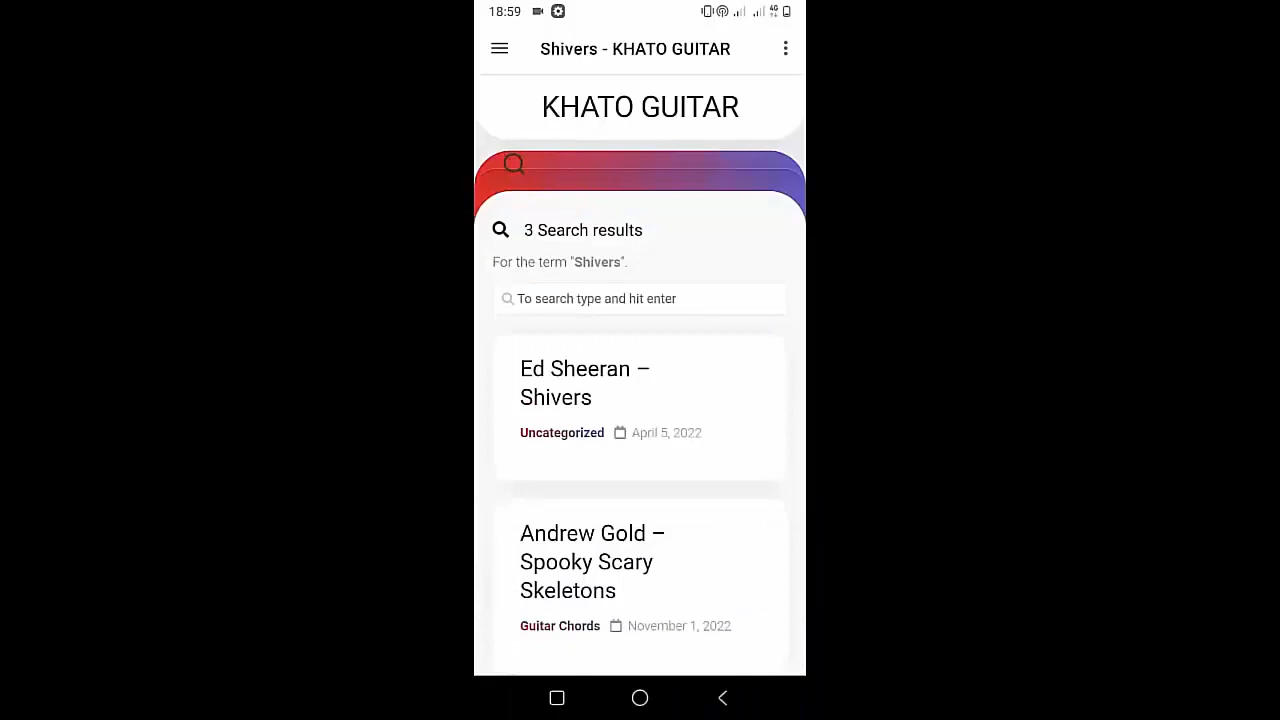 18:59
4G
Shivers - KHATO GUITAR
KHATO GUITAR
3 Search results
For the term "Shivers".
To search type and hit enter
Ed Sheeran –
Shivers
Uncategorized April 5, 2022
Andrew Gold –
Spooky Scary
Skeletons
Guitar Chords November 1, 2022